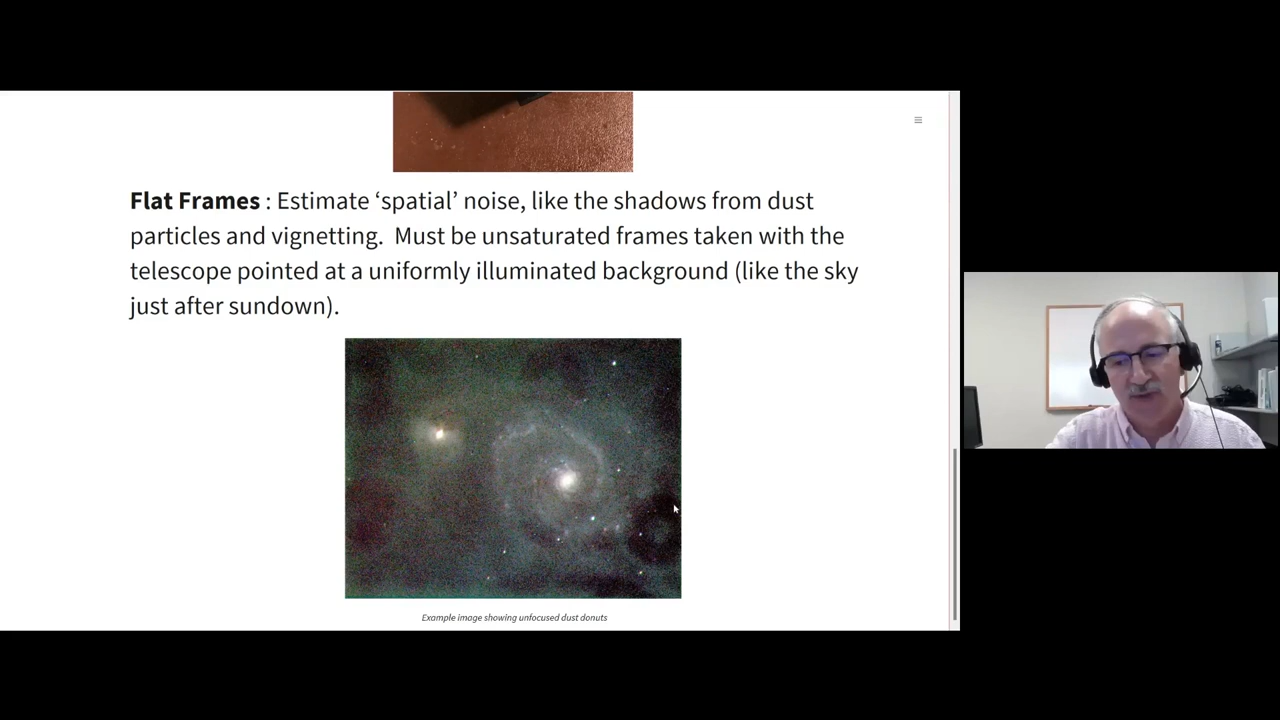 Flat Frames : Estimate ‘spatial’ noise, like the shadows from dust
particles and vignetting.  Must be unsaturated frames taken with the
telescope pointed at a uniformly illuminated background (like the sky
just after sundown).
Example image showing unfocused dust donuts